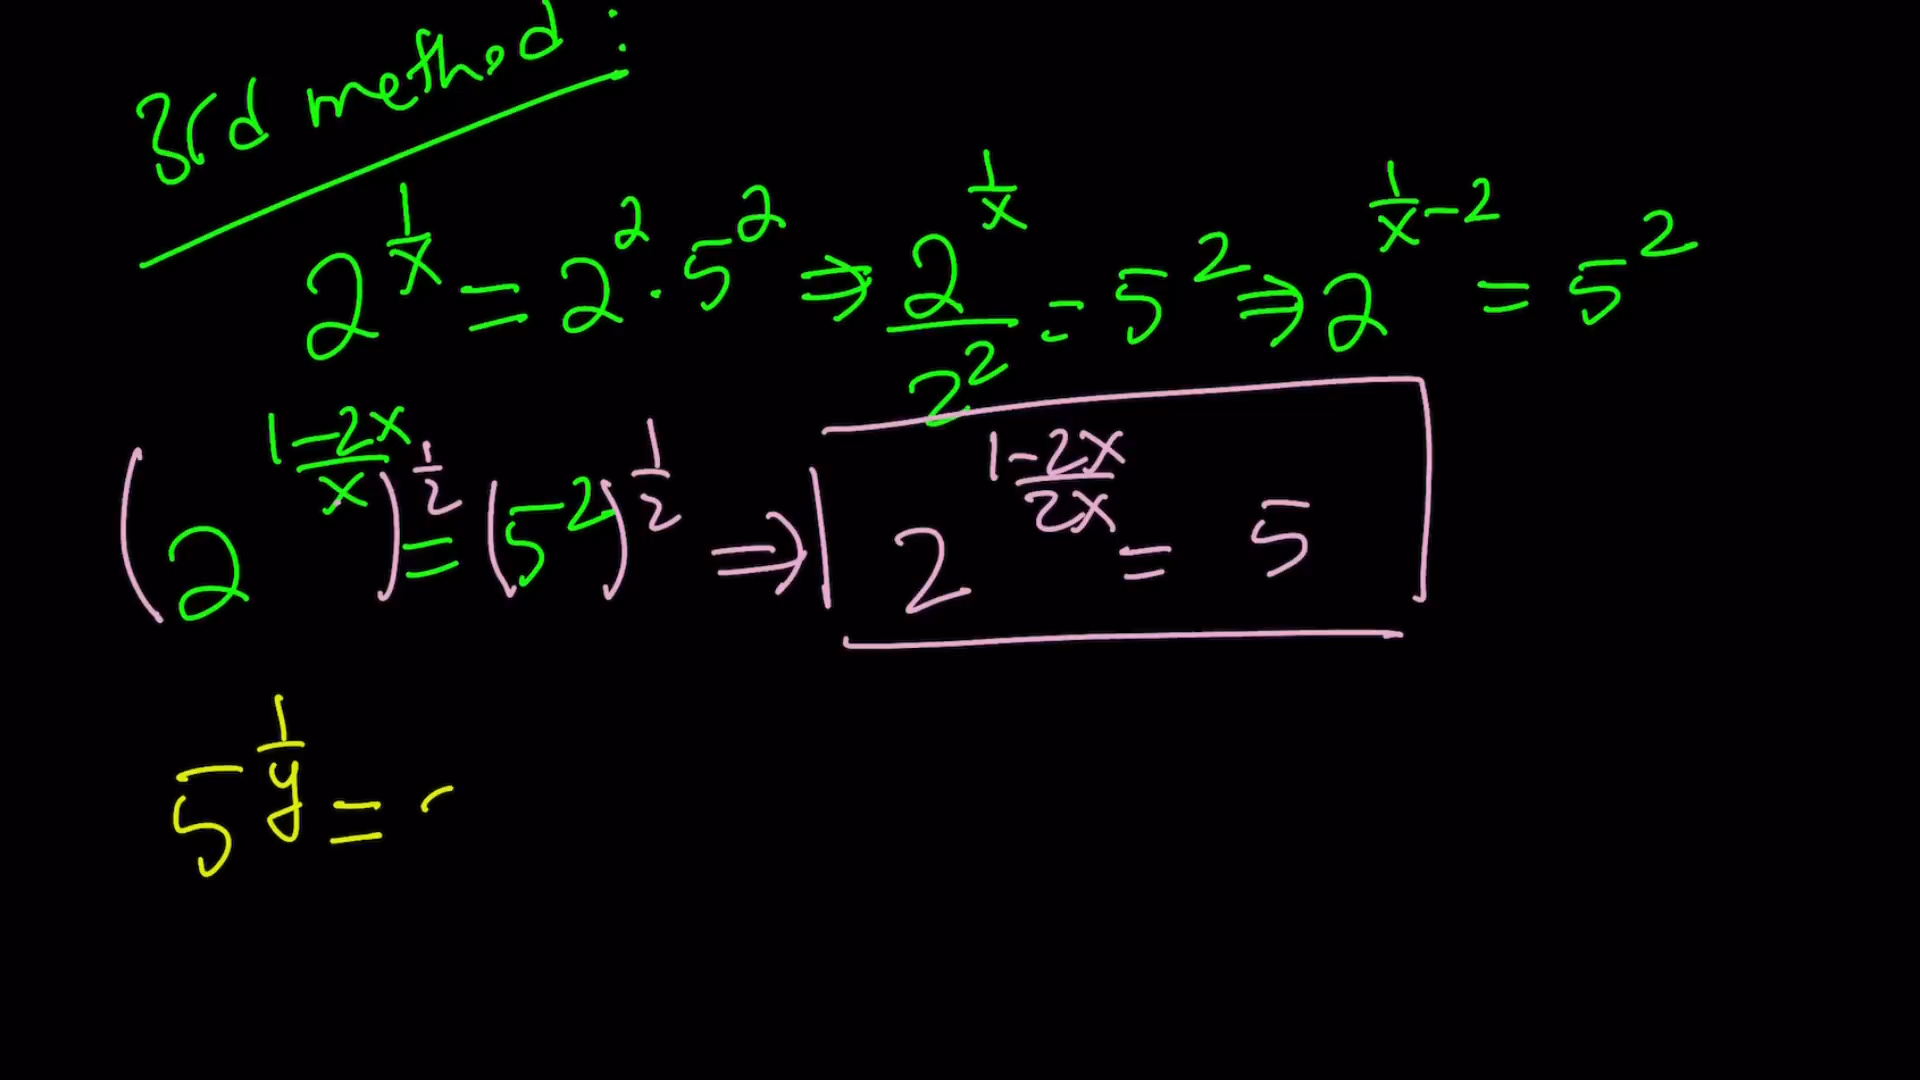 3rd method:
2^(1/x) = 2^2 · 5^2 ⇒ 2^(1/x) / 2^2 = 5^2 ⇒ 2^(1/x - 2) = 5^2
(2^((1-2x)/x))^(1/2) = (5^2)^(1/2) ⇒ 2^((1-2x)/(2x)) = 5
5^(1/y) =